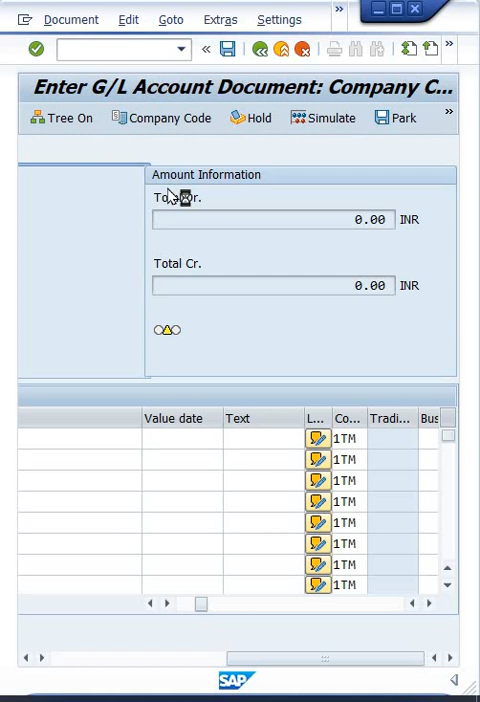 Document Edit Goto Extras Settings »
« »
Enter G/L Account Document: Company C...
Tree On Company Code Hold Simulate Park »
Amount Information
0.00 INR
Total Cr.
0.00 INR
Value date Text L... Co... Tradi... Bus
1TM
1TM
1TM
1TM
1TM
1TM
1TM
1TM
SAP